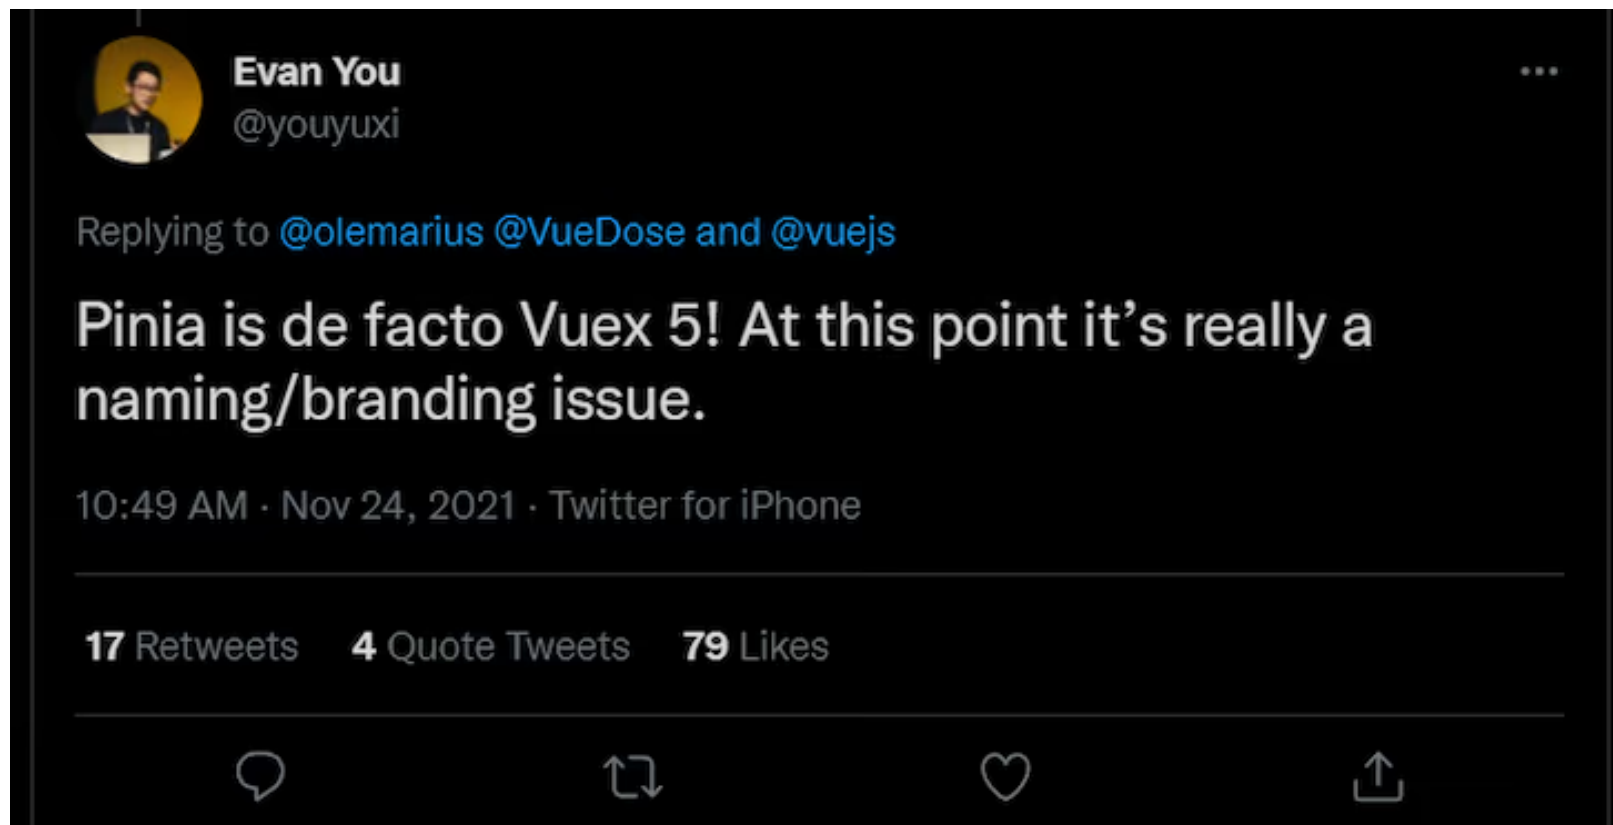 Evan You
@youyuxi
Replying to @olemarius @VueDose and @vuejs
Pinia is de facto Vuex 5! At this point it’s really a
naming/branding issue.
10:49 AM · Nov 24, 2021 · Twitter for iPhone
17 Retweets 4 Quote Tweets 79 Likes